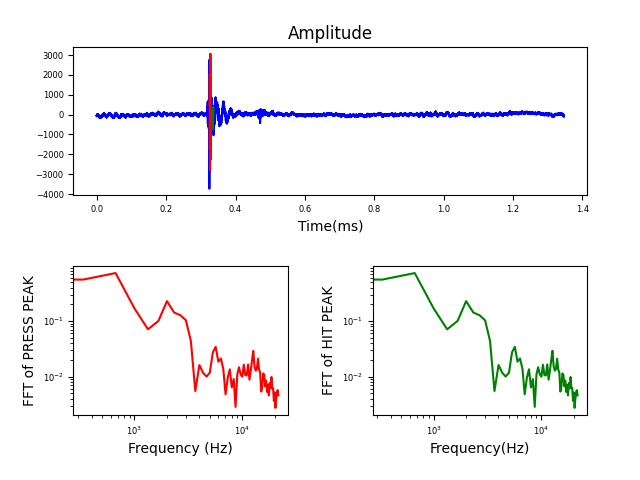 Amplitude
3000
2000
1000
0
−1000
−2000
−3000
−4000
0.0 0.2 0.4 0.6 0.8 1.0 1.2 1.4
Time(ms)
FFT of PRESS PEAK
10⁻¹
10⁻²
10³ 10⁴
Frequency (Hz)
FFT of HIT PEAK
10⁻¹
10⁻²
10³ 10⁴
Frequency(Hz)